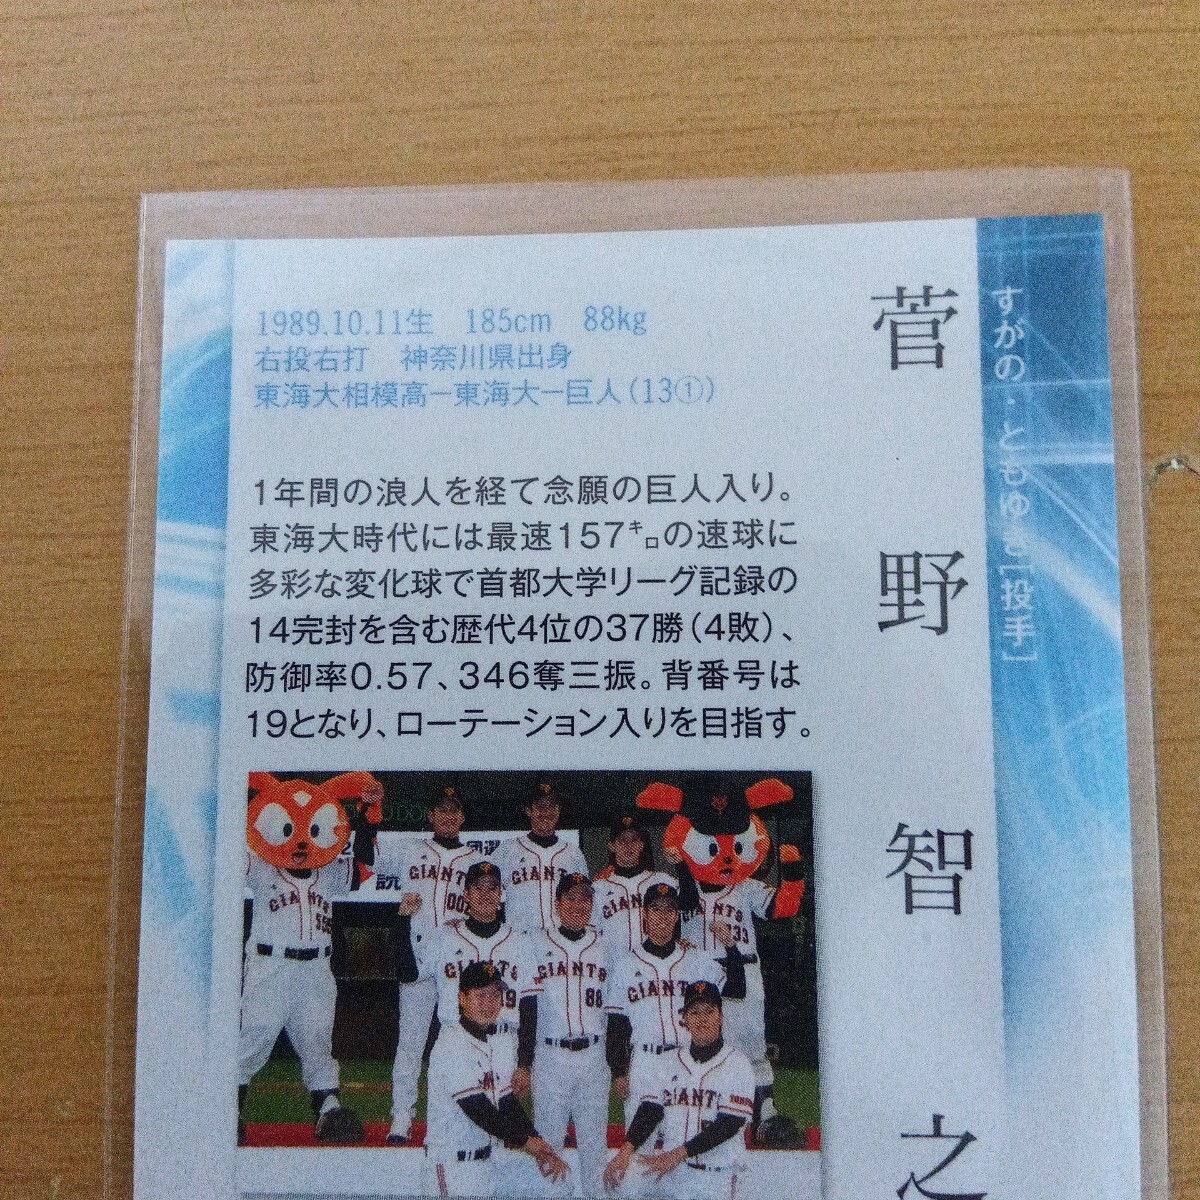 菅野智之
すがの・ともゆき[投手]
1989.10.11生　185cm　88kg
右投右打　神奈川県出身
東海大相模高ー東海大ー巨人(13①)
1年間の浪人を経て念願の巨人入り。
東海大時代には最速157㌔の速球に
多彩な変化球で首都大学リーグ記録の
14完封を含む歴代4位の37勝(4敗)、
防御率0.57、346奪三振。背番号は
19となり、ローテーション入りを目指す。
GIANTS
GIANTS
88
GIANTS
GIANTS